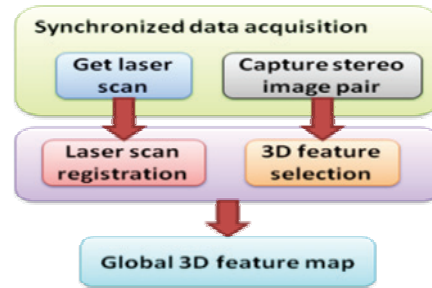 Synchronized data acquisition
Get laser
scan
Capture stereo
image pair
Laser scan
registration
3D feature
selection
Global 3D feature map